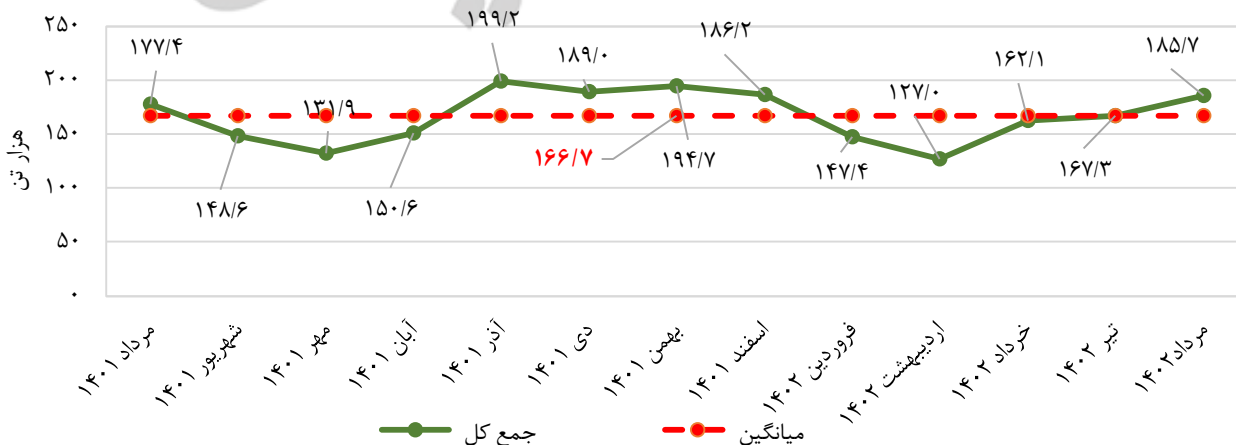 هزار تن
۲۵۰
۲۰۰
۱۵۰
۱۰۰
۵۰
۰
۱۷۷/۴
۱۴۸/۶
۱۳۱/۹
۱۵۰/۶
۱۹۹/۲
۱۸۹/۰
۱۶۶/۷
۱۹۴/۷
۱۸۶/۲
۱۴۷/۴
۱۲۷/۰
۱۶۲/۱
۱۶۷/۳
۱۸۵/۷
مرداد ۱۴۰۱
شهریور ۱۴۰۱
مهر ۱۴۰۱
آبان ۱۴۰۱
آذر ۱۴۰۱
دی ۱۴۰۱
بهمن ۱۴۰۱
اسفند ۱۴۰۱
فروردین ۱۴۰۲
اردیبهشت ۱۴۰۲
خرداد ۱۴۰۲
تیر ۱۴۰۲
مرداد۱۴۰۲
جمع کل
میانگین